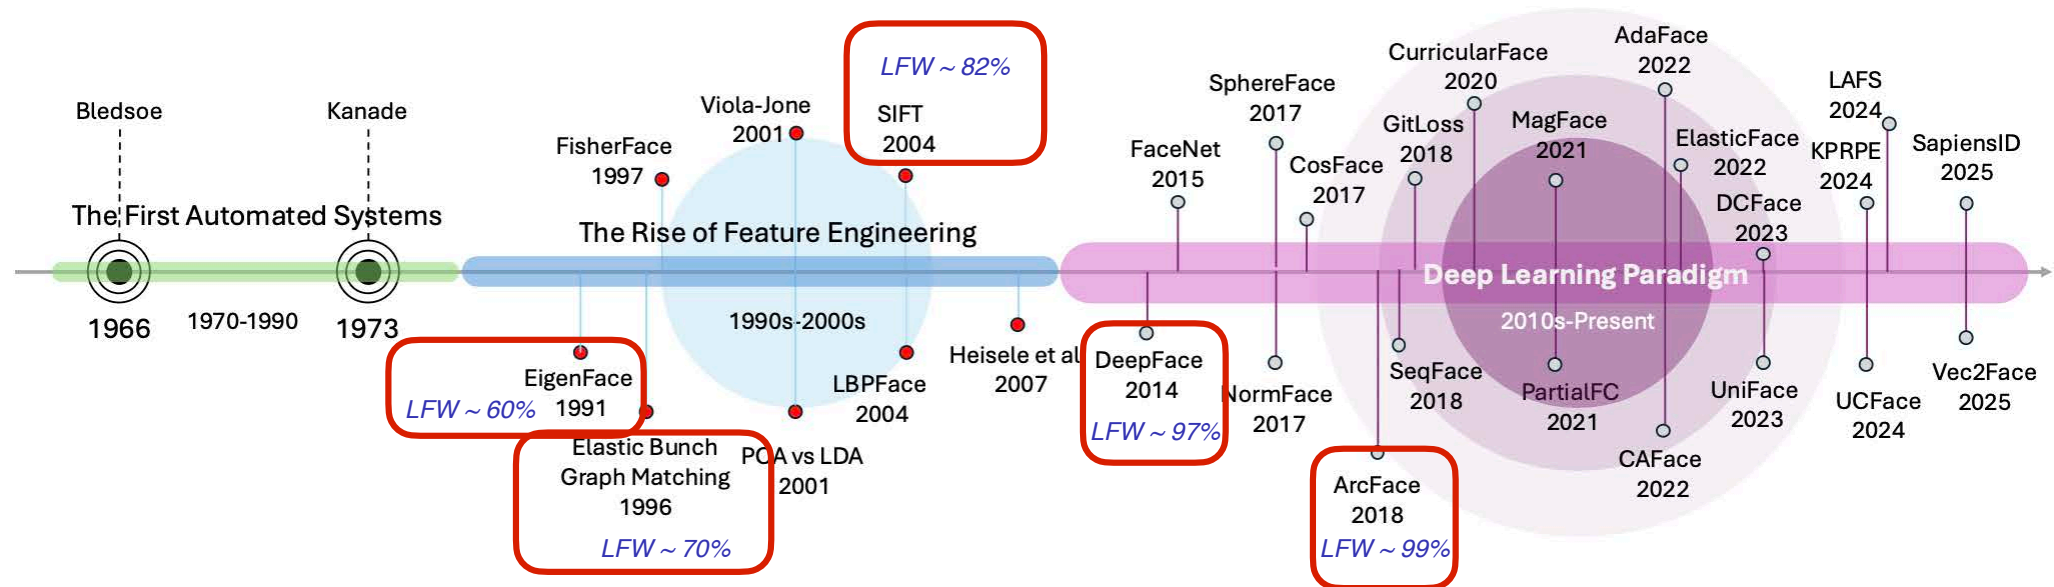 Bledsoe
Kanade
The First Automated Systems
1966
1970-1990
1973
FisherFace
1997
Viola-Jone
2001
LFW ~ 82%
SIFT
2004
The Rise of Feature Engineering
1990s-2000s
EigenFace
1991
LFW ~ 60%
Elastic Bunch
Graph Matching
1996
LFW ~ 70%
PCA vs LDA
2001
LBPFace
2004
Heisele et al
2007
FaceNet
2015
SphereFace
2017
CosFace
2017
CurricularFace
2020
GitLoss
2018
MagFace
2021
AdaFace
2022
ElasticFace
2022
DCFace
2023
LAFS
2024
KPRPE
2024
SapiensID
2025
Deep Learning Paradigm
2010s-Present
DeepFace
2014
LFW ~ 97%
NormFace
2017
ArcFace
2018
LFW ~ 99%
SeqFace
2018
PartialFC
2021
CAFace
2022
UniFace
2023
UCFace
2024
Vec2Face
2025